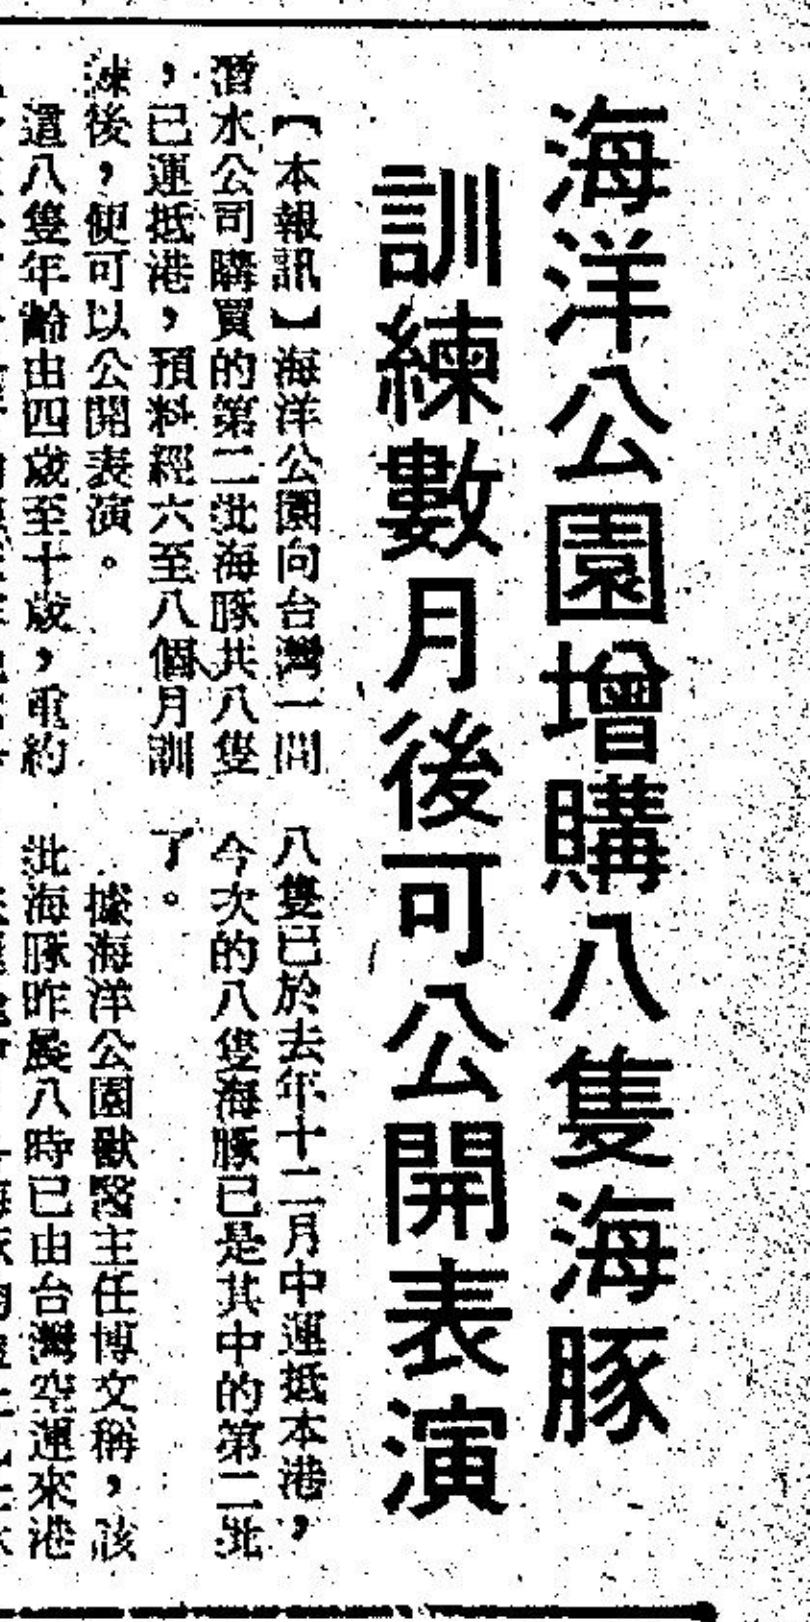 海洋公園增購八隻海豚
訓練數月後可公開表演
【本報訊】海洋公園向台灣一間
潛水公司購買的第二批海豚共八隻
，已運抵港，預料經六至八個月訓
練後，便可以公開表演。
這八隻年齡由四歲至十歲，重約
八隻已於去年十二月中運抵本港，
今次的八隻海豚已是其中的第二批
了。
據海洋公園獸醫主任博文稱，該
批海豚昨晨八時已由台灣空運來港